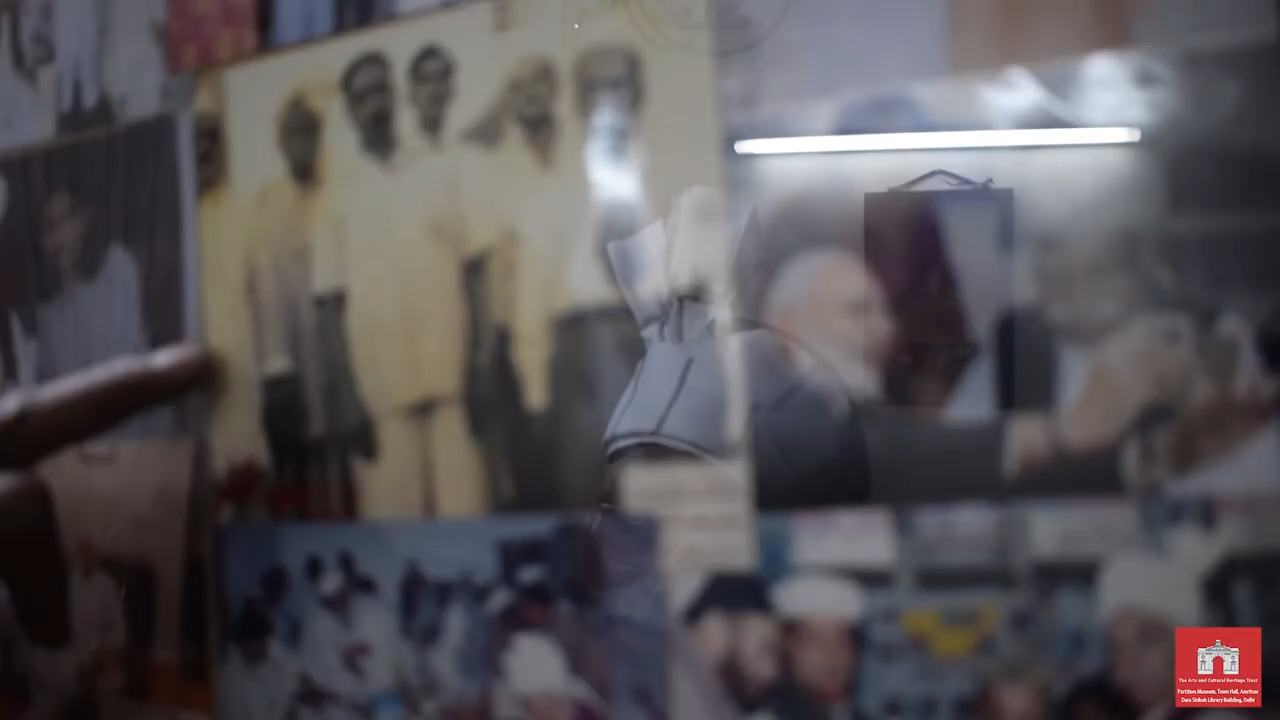 The Arts and Cultural Heritage Trust
Partition Museum, Town Hall, Amritsar
Dara Shikoh Library Building, Delhi